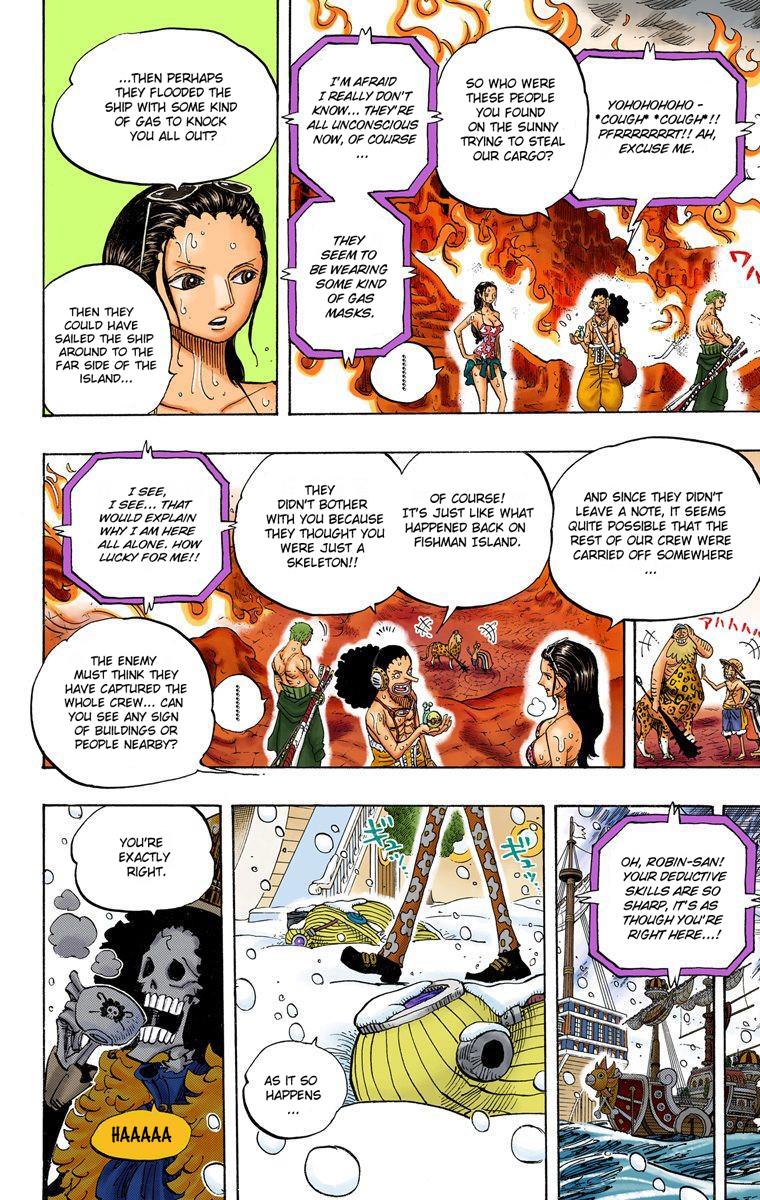 YOHOHOHOHO -
*COUGH* *COUGH*!!
PFRRRRRRRT!! AH,
EXCUSE ME.
SO WHO WERE
THESE PEOPLE
YOU FOUND
ON THE SUNNY
TRYING TO STEAL
OUR CARGO?
I'M AFRAID
I REALLY DON'T
KNOW... THEY'RE
ALL UNCONSCIOUS
NOW, OF COURSE
...
THEY
SEEM TO
BE WEARING
SOME KIND
OF GAS
MASKS.
.........
...THEN PERHAPS
THEY FLOODED THE
SHIP WITH SOME KIND
OF GAS TO KNOCK
YOU ALL OUT?
THEN THEY
COULD HAVE
SAILED THE SHIP
AROUND TO THE
FAR SIDE OF THE
ISLAND...
AND SINCE THEY DIDN'T
LEAVE A NOTE, IT SEEMS
QUITE POSSIBLE THAT THE
REST OF OUR CREW WERE
CARRIED OFF SOMEWHERE
...
OF COURSE!
IT'S JUST LIKE WHAT
HAPPENED BACK ON
FISHMAN ISLAND.
THEY
DIDN'T BOTHER
WITH YOU BECAUSE
THEY THOUGHT YOU
WERE JUST A
SKELETON!!
I SEE,
I SEE... THAT
WOULD EXPLAIN
WHY I AM HERE
ALL ALONE. HOW
LUCKY FOR ME!!
.........
THE ENEMY
MUST THINK THEY
HAVE CAPTURED THE
WHOLE CREW... CAN
YOU SEE ANY SIGN
OF BUILDINGS OR
PEOPLE NEARBY?
OH, ROBIN-SAN!
YOUR DEDUCTIVE
SKILLS ARE SO
SHARP, IT'S AS
THOUGH YOU'RE
RIGHT HERE...!
ギュッ...
ギュッ...
AS IT SO
HAPPENS
...
YOU'RE
EXACTLY
RIGHT.
HAAAAA